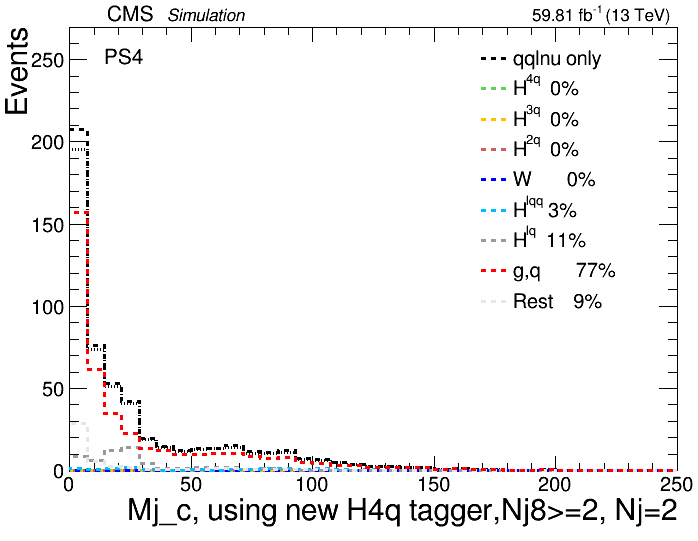 CMS Simulation 59.81 fb-1 (13 TeV)
Events
PS4
qqlnu only
H4q 0%
H3q 0%
H2q 0%
W 0%
Hlqq 3%
Hlq 11%
g,q 77%
Rest 9%
250
200
150
100
50
0
0 50 100 150 200 250
Mj_c, using new H4q tagger,Nj8>=2, Nj=2